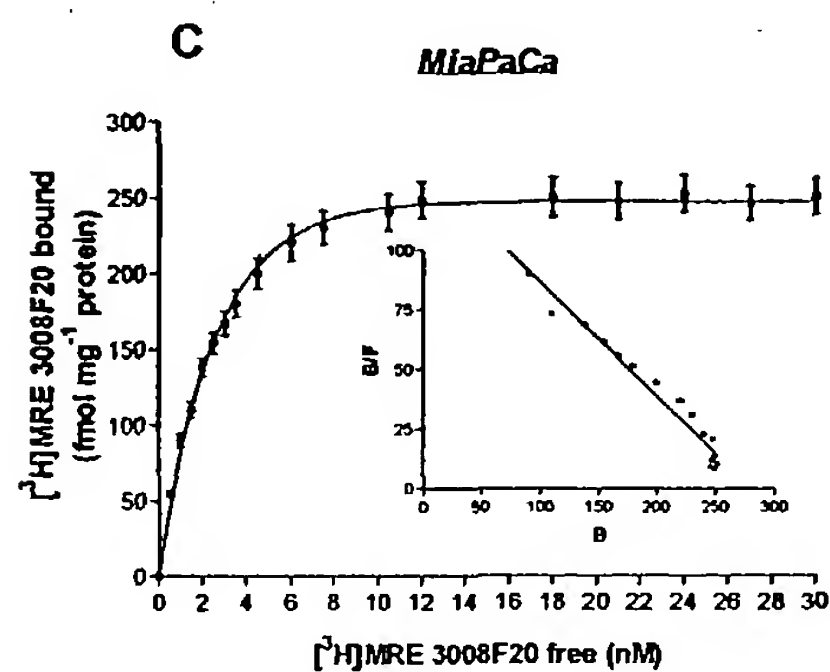 C
MiaPaCa
[³H]MRE 3008F20 bound
(fmol mg⁻¹ protein)
300
250
200
150
100
50
0
0 2 4 6 8 10 12 14 16 18 20 22 24 26 28 30
[³H]MRE 3008F20 free (nM)
B/F
100
75
50
25
0
0 50 100 150 200 250 300
B